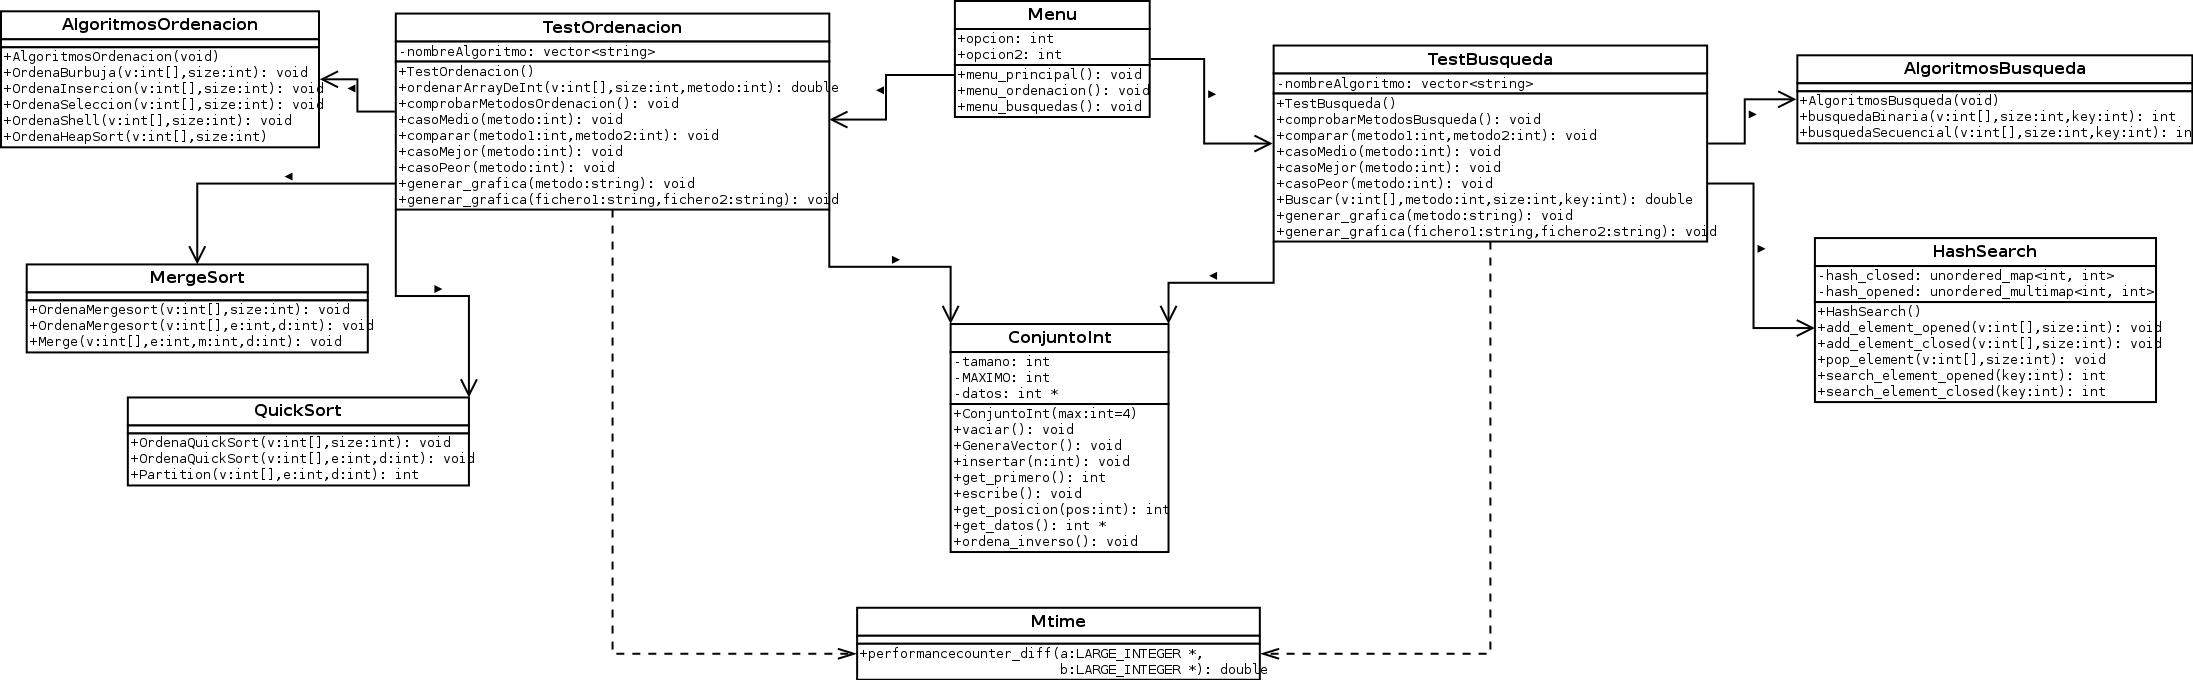 AlgoritmosOrdenacion
+AlgoritmosOrdenacion(void)
+OrdenaBurbuja(v:int[],size:int): void
+OrdenaInsercion(v:int[],size:int): void
+OrdenaSeleccion(v:int[],size:int): void
+OrdenaShell(v:int[],size:int): void
+OrdenaHeapSort(v:int[],size:int)
TestOrdenacion
-nombreAlgoritmo: vector<string>
+TestOrdenacion()
+ordenarArrayDeInt(v:int[],size:int,metodo:int): double
+comprobarMetodosOrdenacion(): void
+casoMedio(metodo:int): void
+comparar(metodo1:int,metodo2:int): void
+casoMejor(metodo:int): void
+casoPeor(metodo:int): void
+generar_grafica(metodo:string): void
+generar_grafica(fichero1:string,fichero2:string): void
Menu
+opcion: int
+opcion2: int
+menu_principal(): void
+menu_ordenacion(): void
+menu_busquedas(): void
TestBusqueda
-nombreAlgoritmo: vector<string>
+TestBusqueda()
+comprobarMetodosBusqueda(): void
+comparar(metodo1:int,metodo2:int): void
+casoMedio(metodo:int): void
+casoMejor(metodo:int): void
+casoPeor(metodo:int): void
+Buscar(v:int[],metodo:int,size:int,key:int): double
+generar_grafica(metodo:string): void
+generar_grafica(fichero1:string,fichero2:string): void
AlgoritmosBusqueda
+AlgoritmosBusqueda(void)
+busquedaBinaria(v:int[],size:int,key:int): int
+busquedaSecuencial(v:int[],size:int,key:int): in
MergeSort
+OrdenaMergesort(v:int[],size:int): void
+OrdenaMergesort(v:int[],e:int,d:int): void
+Merge(v:int[],e:int,m:int,d:int): void
HashSearch
-hash_closed: unordered_map<int, int>
-hash_opened: unordered_multimap<int, int>
+HashSearch()
+add_element_opened(v:int[],size:int): void
+add_element_closed(v:int[],size:int): void
+pop_element(v:int[],size:int): void
+search_element_opened(key:int): int
+search_element_closed(key:int): int
QuickSort
+OrdenaQuickSort(v:int[],size:int): void
+OrdenaQuickSort(v:int[],e:int,d:int): void
+Partition(v:int[],e:int,d:int): int
ConjuntoInt
-tamano: int
-MAXIMO: int
-datos: int *
+ConjuntoInt(max:int=4)
+vaciar(): void
+GeneraVector(): void
+insertar(n:int): void
+get_primero(): int
+escribe(): void
+get_posicion(pos:int): int
+get_datos(): int *
+ordena_inverso(): void
Mtime
+performancecounter_diff(a:LARGE_INTEGER *,
b:LARGE_INTEGER *): double